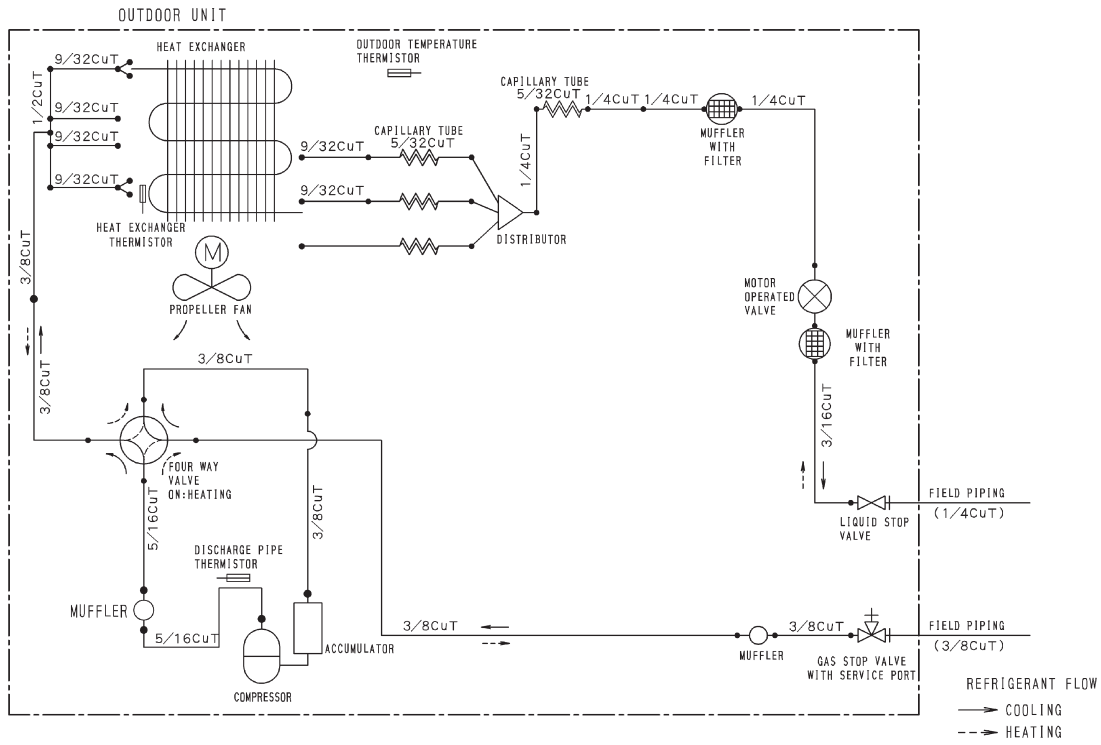 OUTDOOR UNIT
HEAT EXCHANGER
OUTDOOR TEMPERATURE
THERMISTOR
9/32CuT
1/2CuT
9/32CuT
9/32CuT
9/32CuT
CAPILLARY TUBE
5/32CuT
1/4CuT
1/4CuT
1/4CuT
MUFFLER
WITH
FILTER
CAPILLARY TUBE
5/32CuT
9/32CuT
9/32CuT
1/4CuT
DISTRIBUTOR
HEAT EXCHANGER
THERMISTOR
M
PROPELLER FAN
3/8CuT
3/8CuT
3/8CuT
MOTOR
OPERATED
VALVE
MUFFLER
WITH
FILTER
3/16CuT
FOUR WAY
VALVE
ON:HEATING
5/16CuT
3/8CuT
FIELD PIPING
(1/4CuT)
LIQUID STOP
VALVE
DISCHARGE PIPE
THERMISTOR
MUFFLER
5/16CuT
ACCUMULATOR
COMPRESSOR
3/8CuT
MUFFLER
3/8CuT
GAS STOP VALVE
WITH SERVICE PORT
FIELD PIPING
(3/8CuT)
REFRIGERANT FLOW
COOLING
HEATING